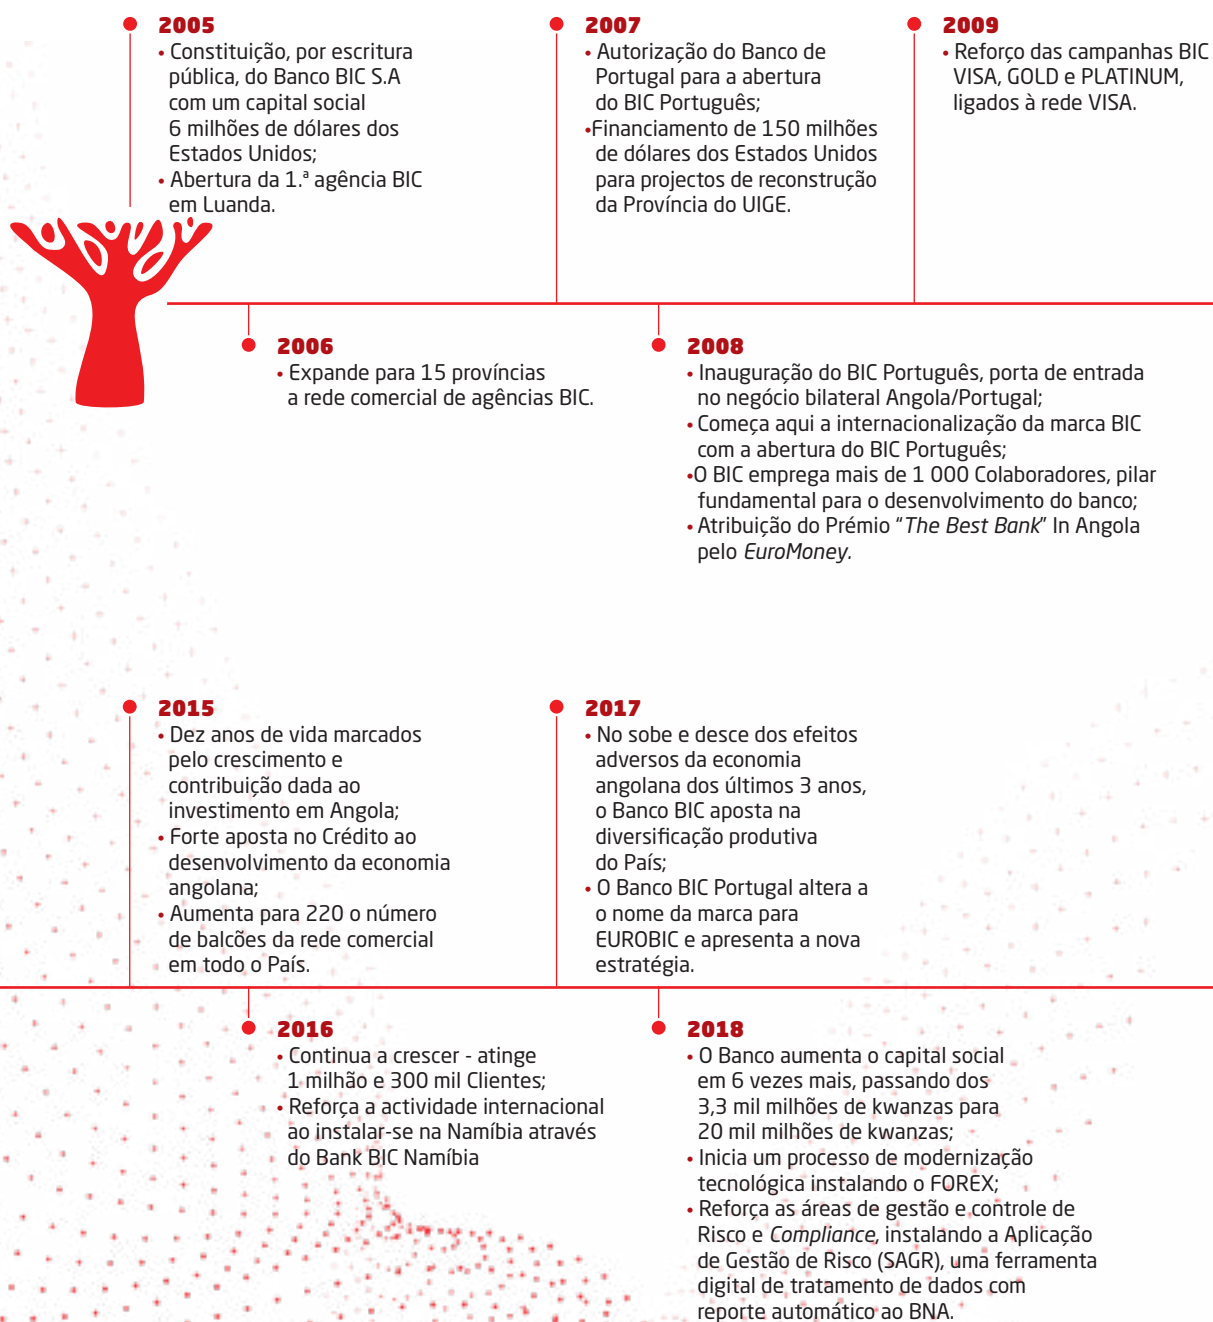 2005
• Constituição, por escritura
pública, do Banco BIC S.A
com um capital social
6 milhões de dólares dos
Estados Unidos;
• Abertura da 1.ª agência BIC
em Luanda.
2007
• Autorização do Banco de
Portugal para a abertura
do BIC Português;
•Financiamento de 150 milhões
de dólares dos Estados Unidos
para projectos de reconstrução
da Província do UIGE.
2009
• Reforço das campanhas BIC
VISA, GOLD e PLATINUM,
ligados à rede VISA.
2006
• Expande para 15 províncias
a rede comercial de agências BIC.
2008
• Inauguração do BIC Português, porta de entrada
no negócio bilateral Angola/Portugal;
• Começa aqui a internacionalização da marca BIC
com a abertura do BIC Português;
•O BIC emprega mais de 1 000 Colaboradores, pilar
fundamental para o desenvolvimento do banco;
• Atribuição do Prémio “The Best Bank” In Angola
pelo EuroMoney.
2015
• Dez anos de vida marcados
pelo crescimento e
contribuição dada ao
investimento em Angola;
• Forte aposta no Crédito ao
desenvolvimento da economia
angolana;
• Aumenta para 220 o número
de balcões da rede comercial
em todo o País.
2017
• No sobe e desce dos efeitos
adversos da economia
angolana dos últimos 3 anos,
o Banco BIC aposta na
diversificação produtiva
do País;
• O Banco BIC Portugal altera a
o nome da marca para
EUROBIC e apresenta a nova
estratégia.
2016
• Continua a crescer - atinge
1 milhão e 300 mil Clientes;
• Reforça a actividade internacional
ao instalar-se na Namíbia através
do Bank BIC Namíbia
2018
• O Banco aumenta o capital social
em 6 vezes mais, passando dos
3,3 mil milhões de kwanzas para
20 mil milhões de kwanzas;
• Inicia um processo de modernização
tecnológica instalando o FOREX;
• Reforça as áreas de gestão e controle de
Risco e Compliance, instalando a Aplicação
de Gestão de Risco (SAGR), uma ferramenta
digital de tratamento de dados com
reporte automático ao BNA.